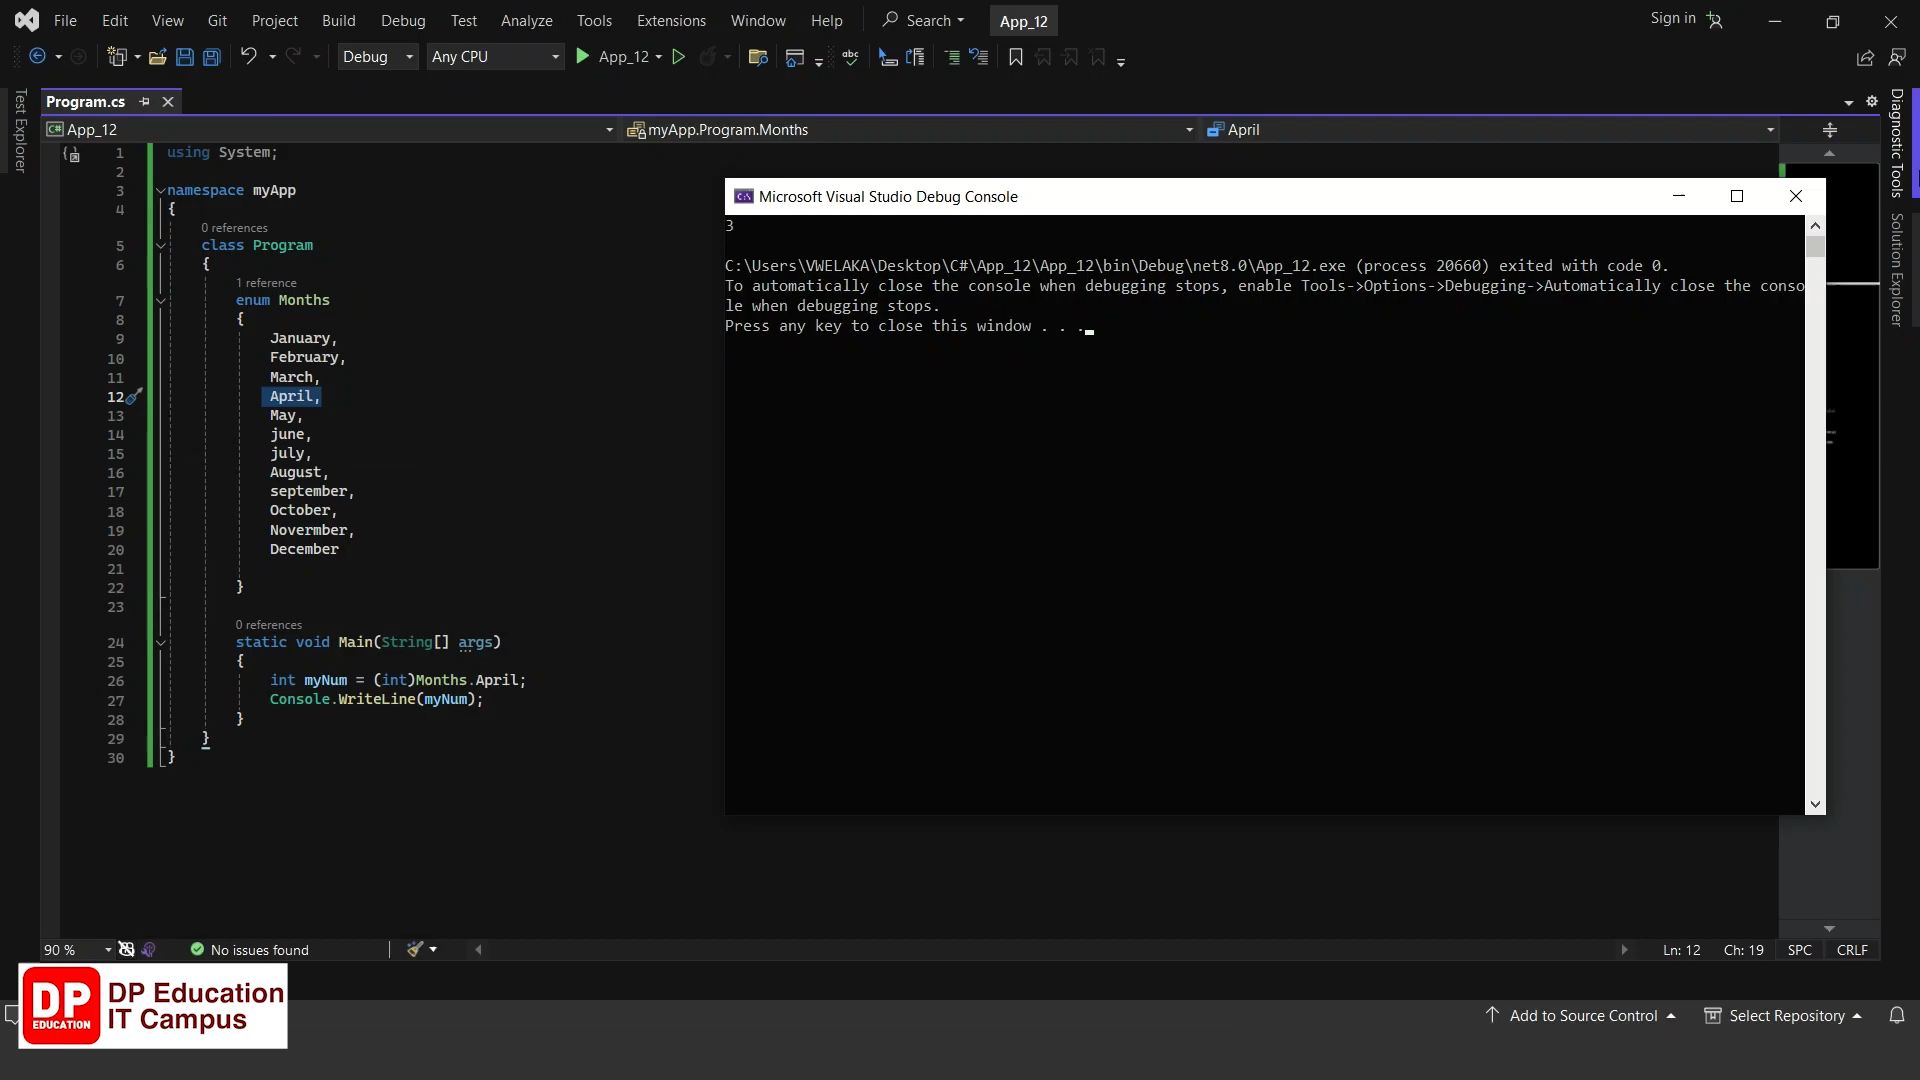 File Edit View Git Project Build Debug Test Analyze Tools Extensions Window Help Search App_12 Sign in
Debug Any CPU App_12
Program.cs
App_12 myApp.Program.Months April
Test Explorer
Diagnostic Tools
Solution Explorer
1 using System;
2
3 namespace myApp
4 {
0 references
5 class Program
6 {
1 reference
7 enum Months
8 {
9 January,
10 February,
11 March,
12 April,
13 May,
14 june,
15 july,
16 August,
17 september,
18 October,
19 Novermber,
20 December
21
22 }
23
0 references
24 static void Main(String[] args)
25 {
26 int myNum = (int)Months.April;
27 Console.WriteLine(myNum);
28 }
29 }
30 }
Microsoft Visual Studio Debug Console
3
C:\Users\VWELAKA\Desktop\C#\App_12\App_12\bin\Debug\net8.0\App_12.exe (process 20660) exited with code 0.
To automatically close the console when debugging stops, enable Tools->Options->Debugging->Automatically close the conso
le when debugging stops.
Press any key to close this window . . .
90 % No issues found Ln: 12 Ch: 19 SPC CRLF
DP EDUCATION
DP Education
IT Campus
Add to Source Control Select Repository